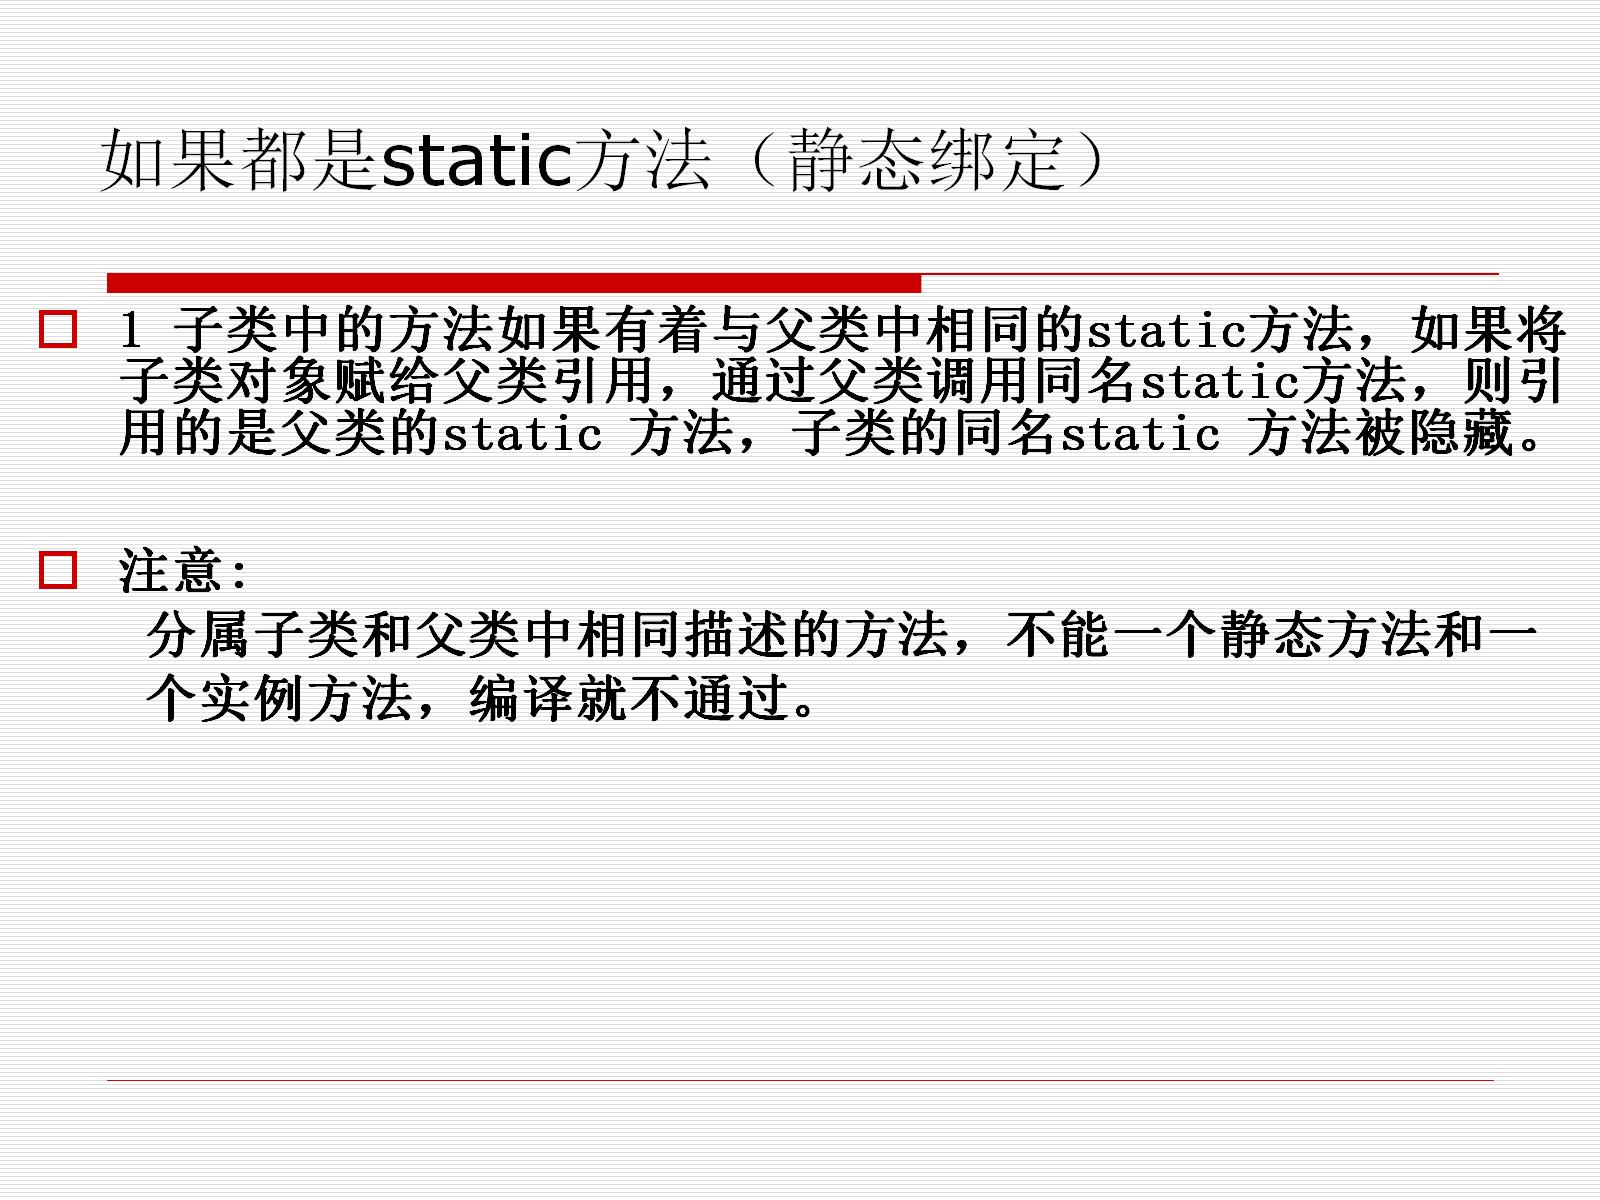 如果都是static方法（静态绑定）
1 子类中的方法如果有着与父类中相同的static方法，如果将
子类对象赋给父类引用，通过父类调用同名static方法，则引
用的是父类的static 方法，子类的同名static 方法被隐藏。
注意:
分属子类和父类中相同描述的方法，不能一个静态方法和一
个实例方法，编译就不通过。